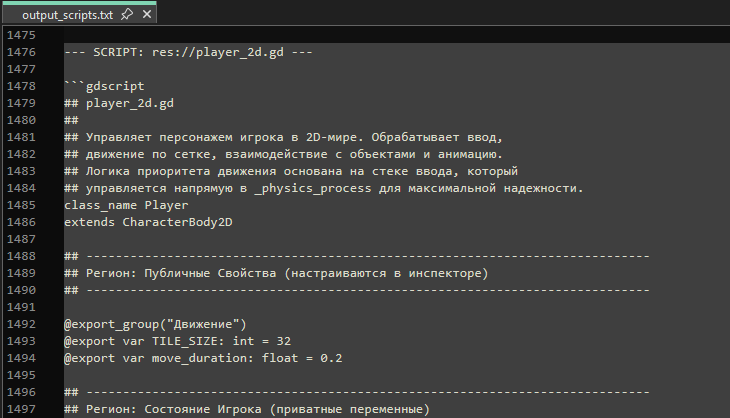 output_scripts.txt
1475
1476 --- SCRIPT: res://player_2d.gd ---
1477
1478 ```gdscript
1479 ## player_2d.gd
1480 ##
1481 ## Управляет персонажем игрока в 2D-мире. Обрабатывает ввод,
1482 ## движение по сетке, взаимодействие с объектами и анимацию.
1483 ## Логика приоритета движения основана на стеке ввода, который
1484 ## управляется напрямую в _physics_process для максимальной надежности.
1485 class_name Player
1486 extends CharacterBody2D
1487
1488 ## ---------------------------------------------------------------------------
1489 ## Регион: Публичные Свойства (настраиваются в инспекторе)
1490 ## ---------------------------------------------------------------------------
1491
1492 @export_group("Движение")
1493 @export var TILE_SIZE: int = 32
1494 @export var move_duration: float = 0.2
1495
1496 ## ---------------------------------------------------------------------------
1497 ## Регион: Состояние Игрока (приватные переменные)